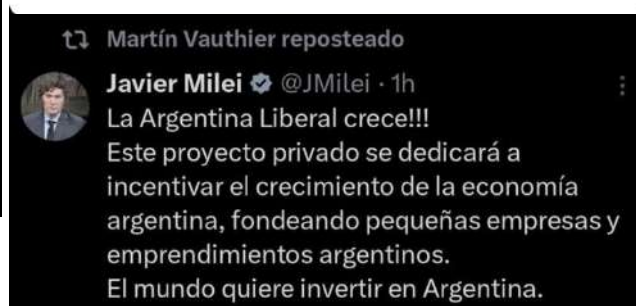 Martín Vauthier reposteado
Javier Milei @JMilei · 1h
La Argentina Liberal crece!!!
Este proyecto privado se dedicará a
incentivar el crecimiento de la economía
argentina, fondeando pequeñas empresas y
emprendimientos argentinos.
El mundo quiere invertir en Argentina.